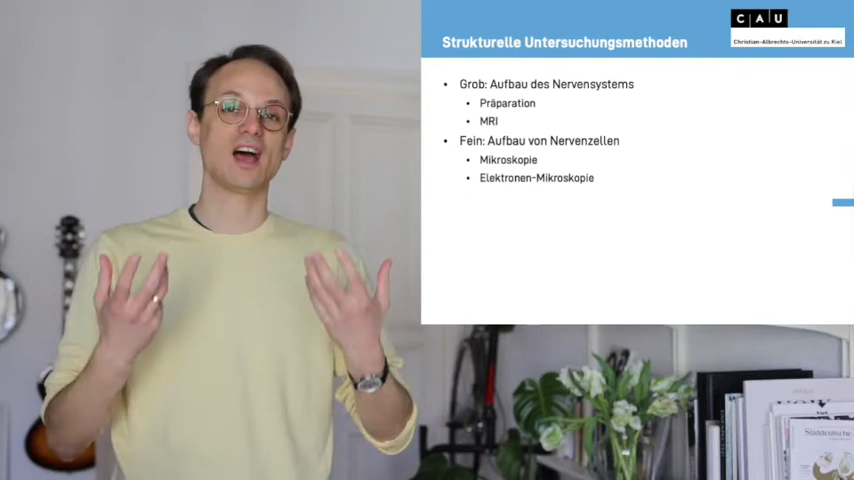 C A U
Christian-Albrechts-Universität zu Kiel
Strukturelle Untersuchungsmethoden
• Grob: Aufbau des Nervensystems
• Präparation
• MRI
• Fein: Aufbau von Nervenzellen
• Mikroskopie
• Elektronen-Mikroskopie
Süddeutsche